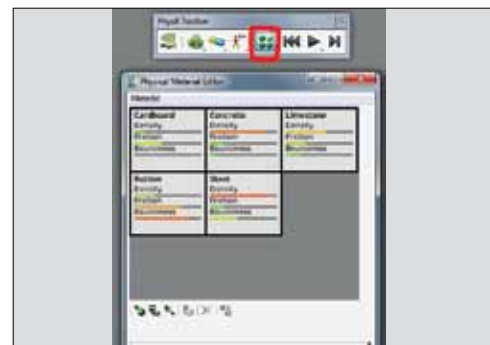 PhysX Toolbar
Physical Material Editor
Material
Cardboard Concrete Limestone
Density Density Density
Friction Friction Friction
Bounciness Bounciness Bounciness
Rubber Steel
Density Density
Friction Friction
Bounciness Bounciness